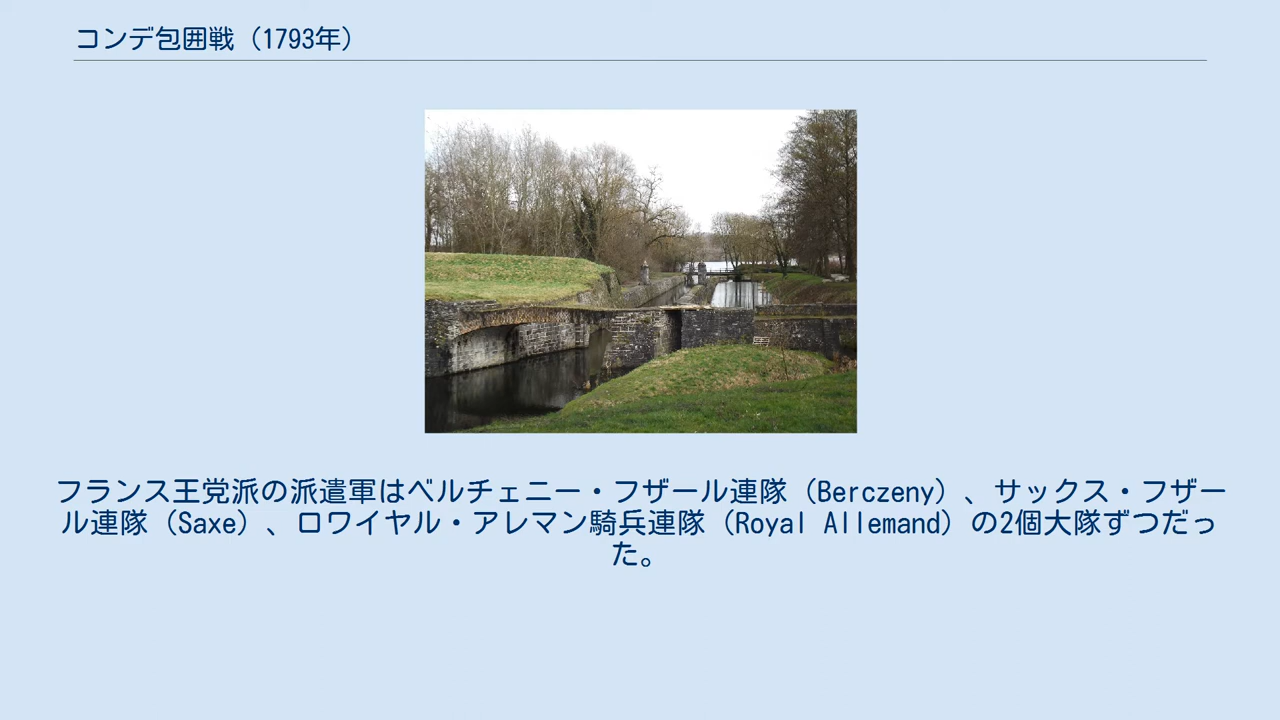 コンデ包囲戦（1793年）
フランス王党派の派遣軍はベルチェニー・フザール連隊（Berczeny）、サックス・フザー
ル連隊（Saxe）、ロワイヤル・アレマン騎兵連隊（Royal Allemand）の2個大隊ずつだっ
た。